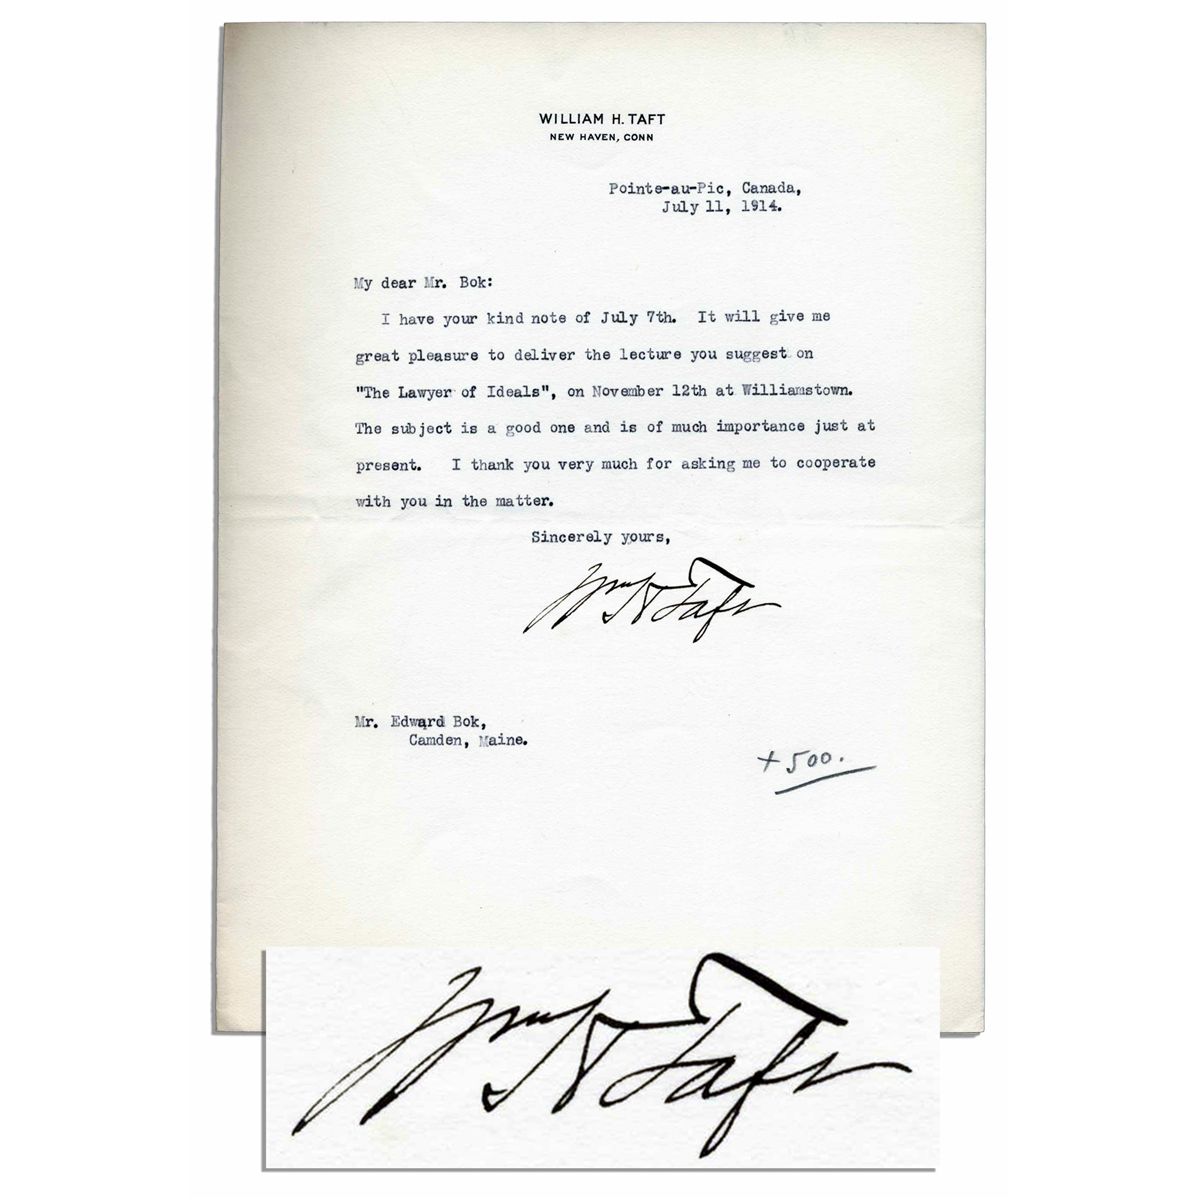 WILLIAM H. TAFT
NEW HAVEN, CONN
Pointe-au-Pic, Canada,
July 11, 1914.
My dear Mr. Bok:
I have your kind note of July 7th. It will give me
great pleasure to deliver the lecture you suggest on
"The Lawyer of Ideals", on November 12th at Williamstown.
The subject is a good one and is of much importance just at
present. I thank you very much for asking me to cooperate
with you in the matter.
Sincerely yours,
Wm H Taft
Mr. Edward Bok,
Camden, Maine.
+500.
Wm H Taft